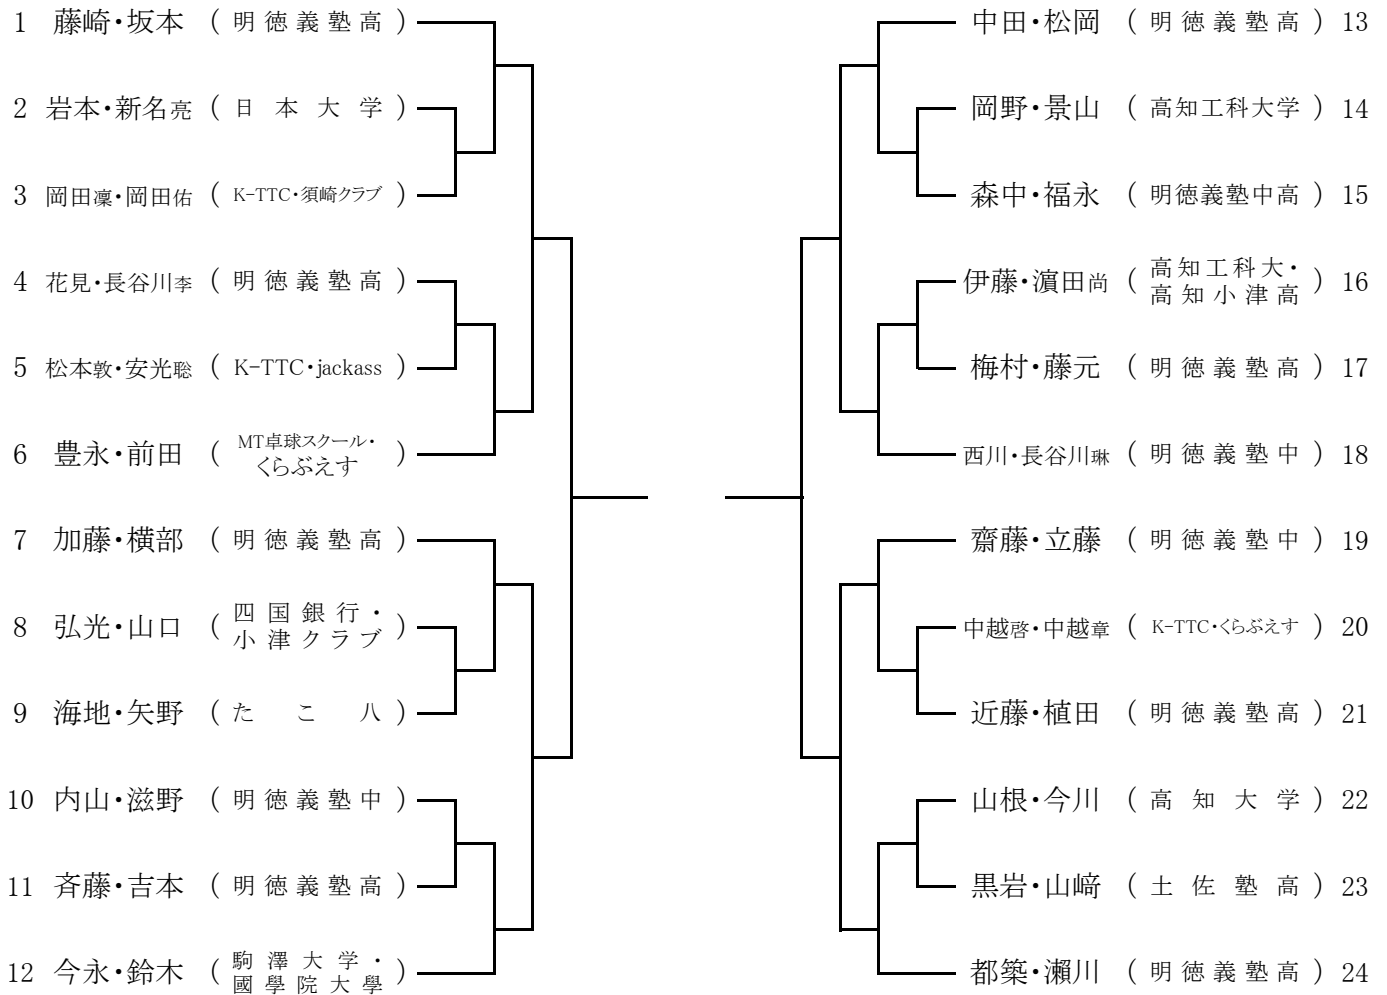 1 藤崎・坂本 (明徳義塾高)
2 岩本・新名亮 (日本大学)
3 岡田凜・岡田佑 (K-TTC・須崎クラブ)
4 花見・長谷川李 (明徳義塾高)
5 松本敦・安光聡 (K-TTC・jackass)
6 豊永・前田 (MT卓球スクール・
くらぶえす)
7 加藤・横部 (明徳義塾高)
8 弘光・山口 (四国銀行・
小津クラブ)
9 海地・矢野 (たこ八)
10 内山・滋野 (明徳義塾中)
11 斉藤・吉本 (明徳義塾高)
12 今永・鈴木 (駒澤大学・
國學院大學)
中田・松岡 (明徳義塾高) 13
岡野・景山 (高知工科大学) 14
森中・福永 (明徳義塾中高) 15
伊藤・濵田尚 (高知工科大・
高知小津高) 16
梅村・藤元 (明徳義塾高) 17
西川・長谷川琳 (明徳義塾中) 18
齋藤・立藤 (明徳義塾中) 19
中越啓・中越章 (K-TTC・くらぶえす) 20
近藤・植田 (明徳義塾高) 21
山根・今川 (高知大学) 22
黒岩・山﨑 (土佐塾高) 23
都築・瀬川 (明徳義塾高) 24